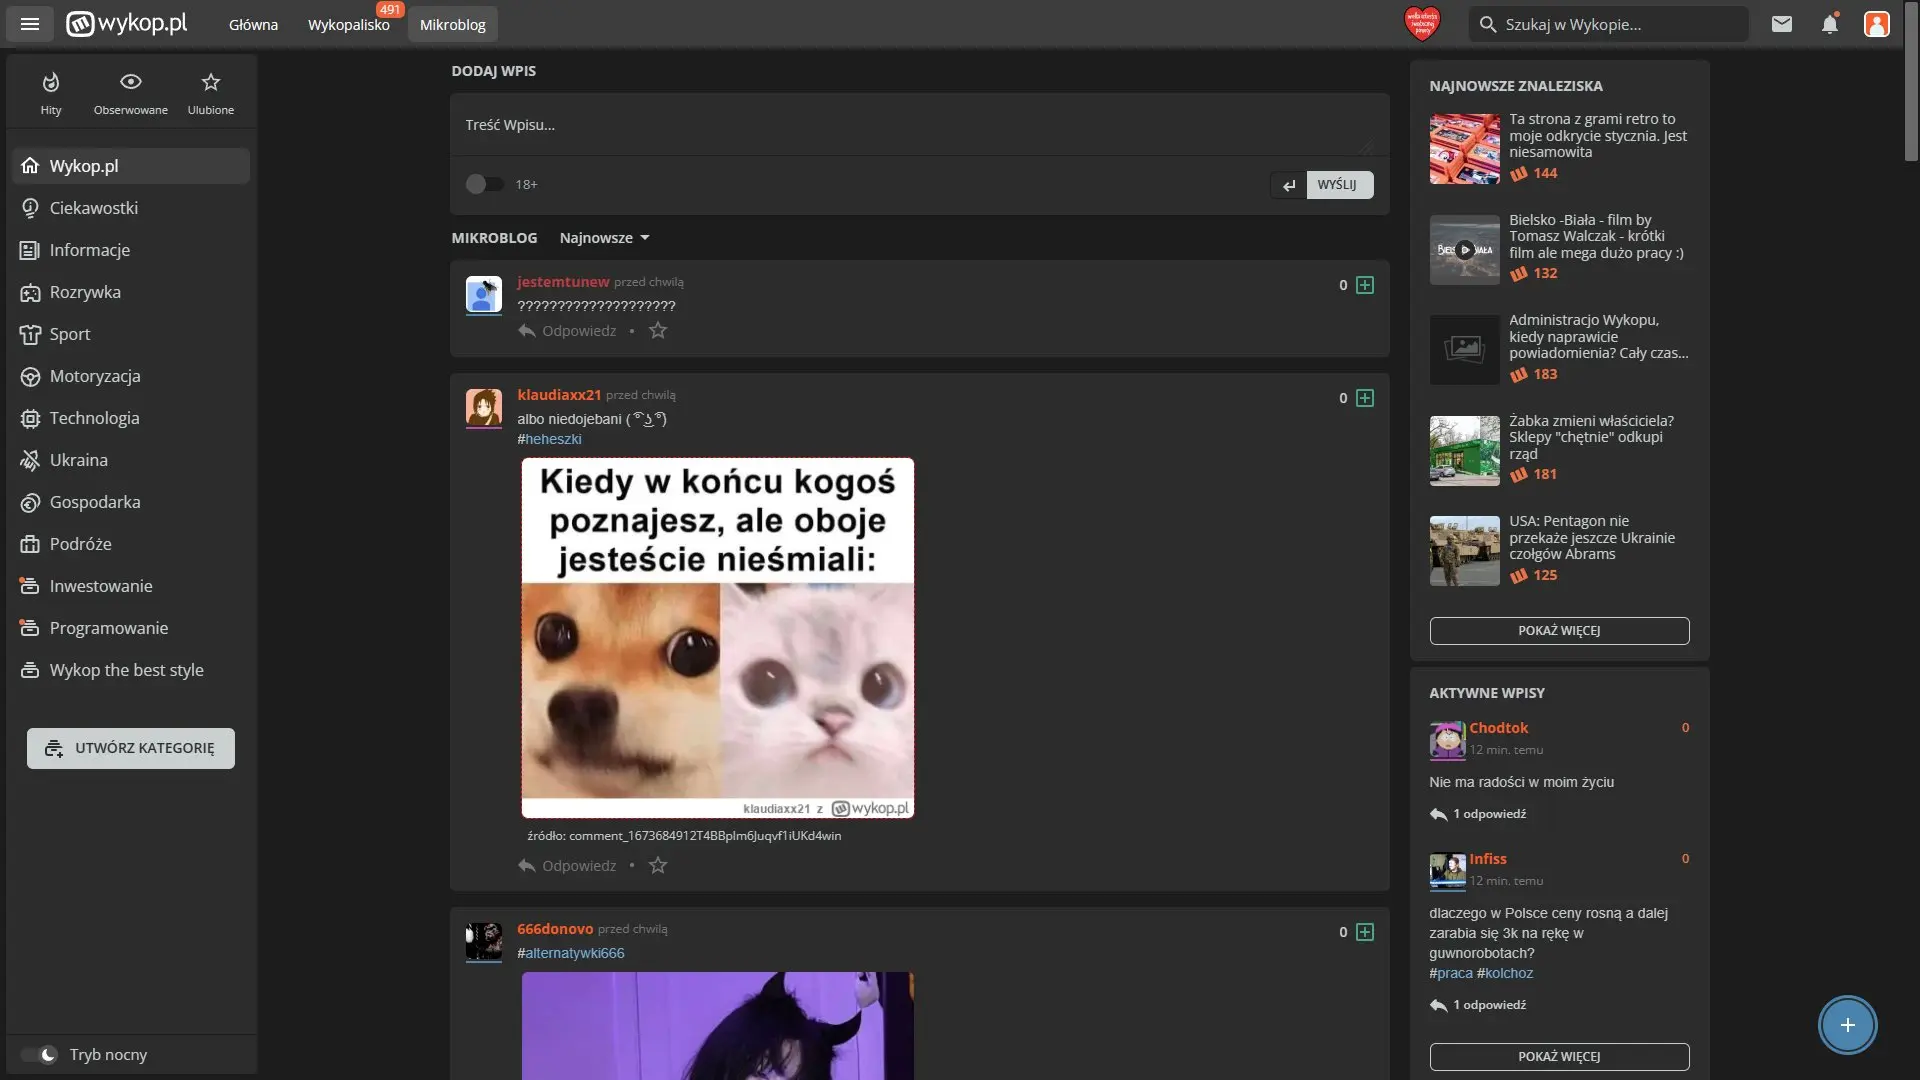 wykop.pl
Główna
Wykopalisko
491
Mikroblog
Szukaj w Wykopie...
Hity
Obserwowane
Ulubione
Wykop.pl
Ciekawostki
Informacje
Rozrywka
Sport
Motoryzacja
Technologia
Ukraina
Gospodarka
Podróże
Inwestowanie
Programowanie
Wykop the best style
UTWÓRZ KATEGORIĘ
Tryb nocny
DODAJ WPIS
Treść Wpisu...
18+
WYŚLIJ
MIKROBLOG Najnowsze
jestemtunew przed chwilą
0
????????????????????
Odpowiedz •
klaudiaxx21 przed chwilą
0
albo niedojebani ( ͡° ͜ʖ ͡°)
#heheszki
Kiedy w końcu kogoś
poznajesz, ale oboje
jesteście nieśmiali:
klaudiaxx21 z wykop.pl
źródło: comment_1673684912T4BBplm6Juqvf1iUKd4win
Odpowiedz •
666donovo przed chwilą
0
#alternatywki666
NAJNOWSZE ZNALEZISKA
Ta strona z grami retro to
moje odkrycie stycznia. Jest
niesamowita
144
Bielsko -Biała - film by
Tomasz Walczak - krótki
film ale mega dużo pracy :)
132
Administracjo Wykopu,
kiedy naprawicie
powiadomienia? Cały czas...
183
Żabka zmieni właściciela?
Sklepy "chętnie" odkupi
rząd
181
USA: Pentagon nie
przekaże jeszcze Ukrainie
czołgów Abrams
125
POKAŻ WIĘCEJ
AKTYWNE WPISY
Chodtok
0
12 min. temu
Nie ma radości w moim życiu
1 odpowiedź
Infiss
0
12 min. temu
dlaczego w Polsce ceny rosną a dalej
zarabia się 3k na rękę w
guwnorobotach?
#praca #kolchoz
1 odpowiedź
POKAŻ WIĘCEJ